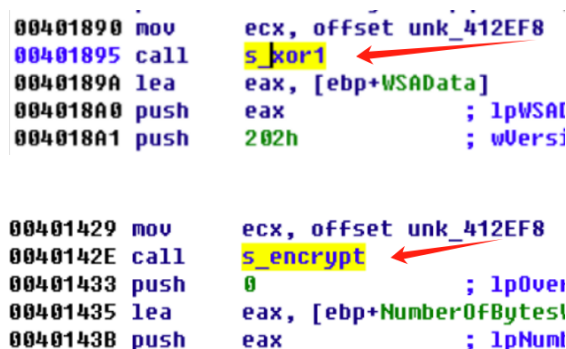 00401890 mov ecx, offset unk_412EF8
00401895 call s_xor1
0040189A lea eax, [ebp+WSAData]
004018A0 push eax ; lpWSAD
004018A1 push 202h ; wVersi
00401429 mov ecx, offset unk_412EF8
0040142E call s_encrypt
00401433 push 0 ; lpOver
00401435 lea eax, [ebp+NumberOfBytesW
0040143B push eax ; lpNumb